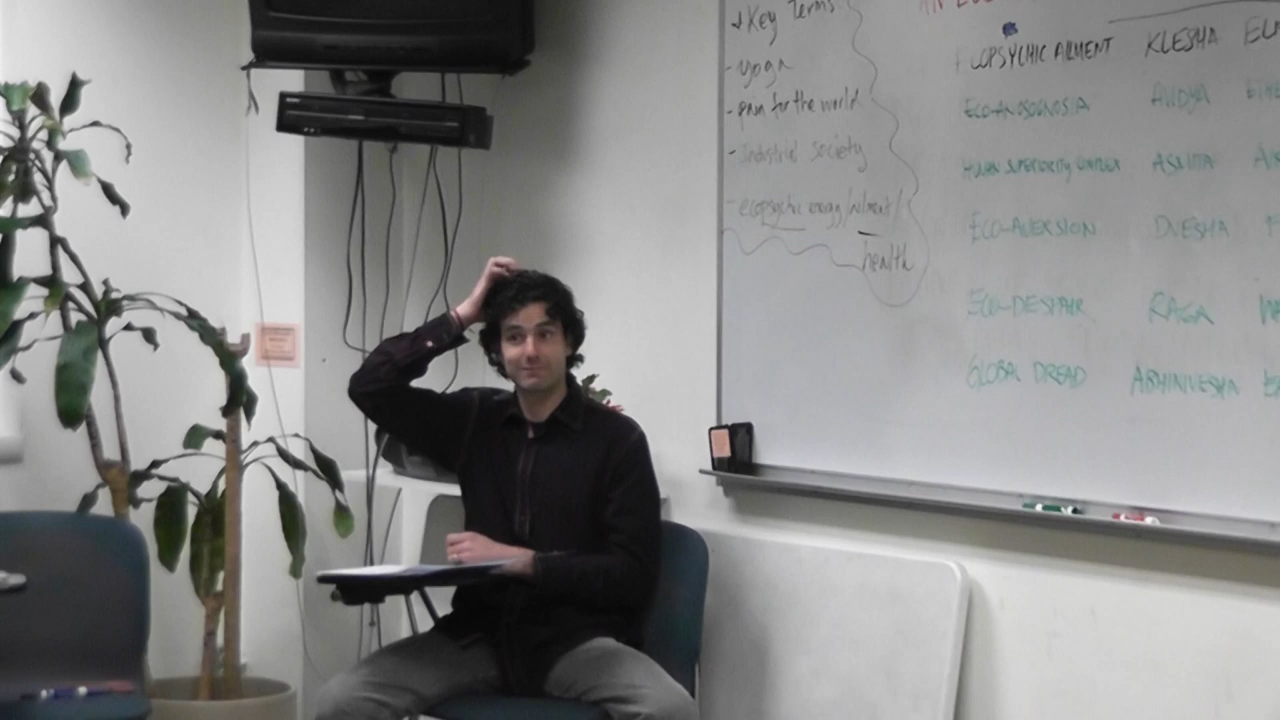 Key Terms
- yoga
- pain for the world
- Industrial society
- ecopsychic energy/ailment/
health
ECOPSYCHIC AILMENT KLESHA
ECO-ANOSOGNOSIA AVIDYA
HUMAN SUPERIORITY COMPLEX ASMITA
ECO-AVERSION DVESHA
ECO-DESPAIR RAGA
GLOBAL DREAD ABHINIVESHA